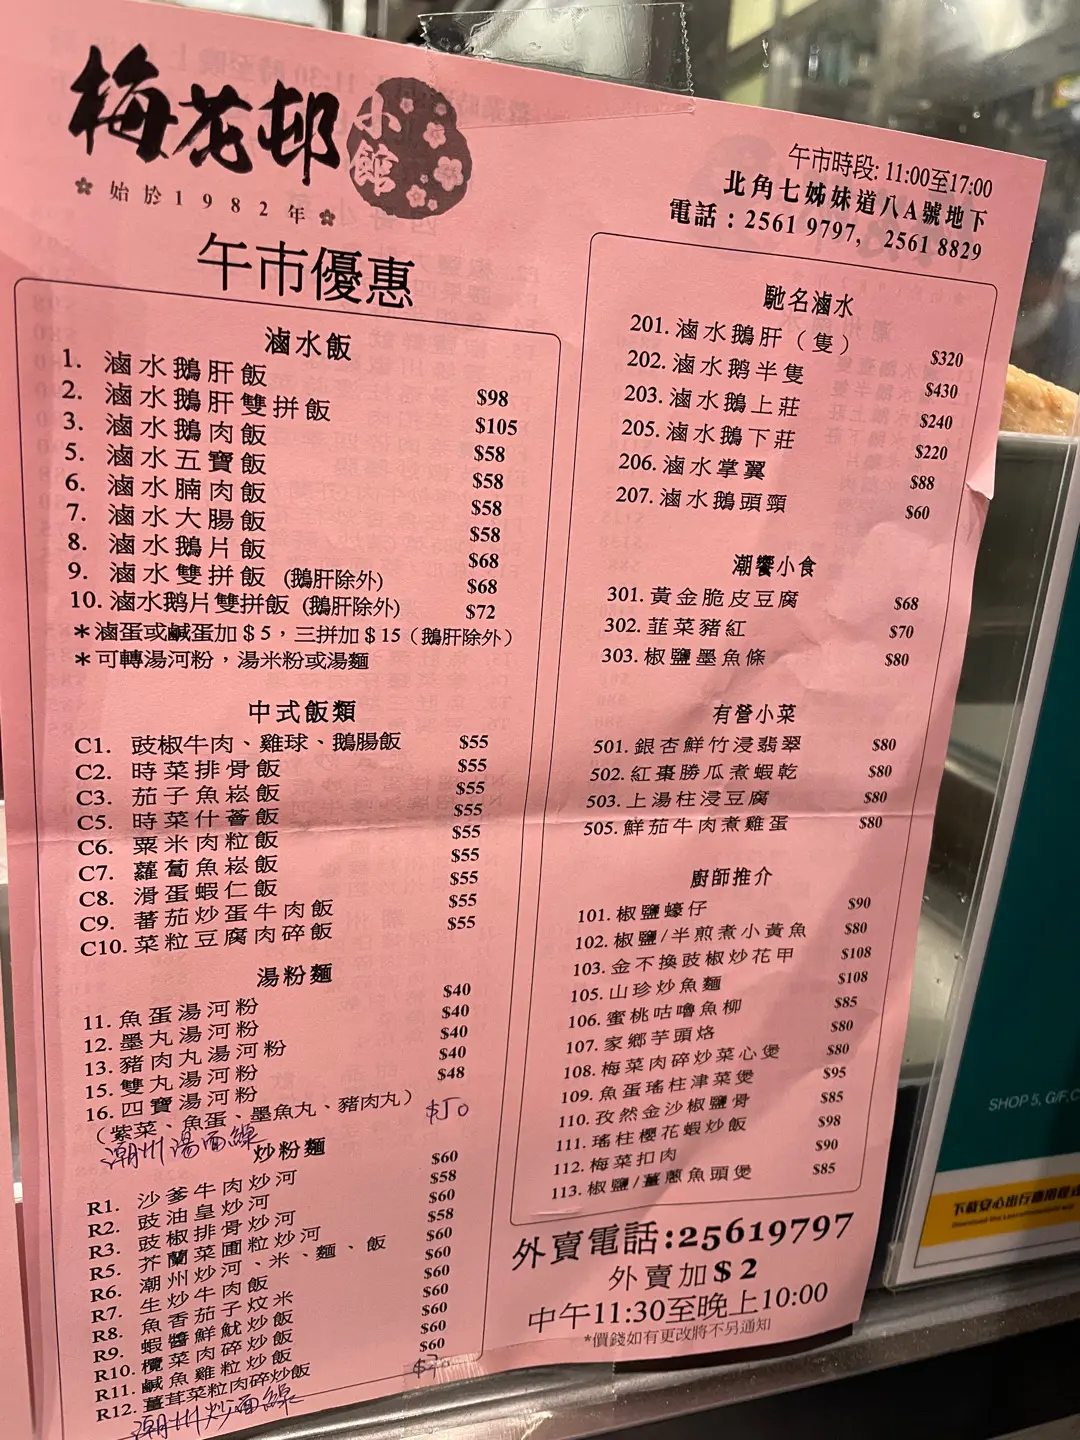 梅花邨 小館
始於1982年
午市時段: 11:00至17:00
北角七姊妹道八A號地下
電話：2561 9797, 2561 8829
午市優惠
滷水飯
1. 滷水鵝肝飯 $98
2. 滷水鵝肝雙拼飯 $105
3. 滷水鵝肉飯 $58
5. 滷水五寶飯 $58
6. 滷水腩肉飯 $58
7. 滷水大腸飯 $58
8. 滷水鵝片飯 $68
9. 滷水雙拼飯 (鵝肝除外) $68
10. 滷水鹅片雙拼飯 (鵝肝除外) $72
＊滷蛋或鹹蛋加＄5，三拼加＄15（鵝肝除外）
＊可轉湯河粉，湯米粉或湯麵
中式飯類
C1. 豉椒牛肉、雞球、鵝腸飯 $55
C2. 時菜排骨飯 $55
C3. 茄子魚崧飯 $55
C5. 時菜什薈飯 $55
C6. 粟米肉粒飯 $55
C7. 蘿蔔魚崧飯 $55
C8. 滑蛋蝦仁飯 $55
C9. 蕃茄炒蛋牛肉飯 $55
C10. 菜粒豆腐肉碎飯 $55
湯粉麵
11. 魚蛋湯河粉 $40
12. 墨丸湯河粉 $40
13. 豬肉丸湯河粉 $40
15. 雙丸湯河粉 $40
16. 四寶湯河粉 $48
（紫菜、魚蛋、墨魚丸、豬肉丸）
潮州湯面線 $50
炒粉麵
R1. 沙爹牛肉炒河 $60
R2. 豉油皇炒河 $58
R3. 豉椒排骨炒河 $60
R5. 芥蘭菜圃粒炒河 $58
R6. 潮州炒河、米、麵、飯 $60
R7. 生炒牛肉飯 $60
R8. 魚香茄子炆米 $60
R9. 蝦醬鮮魷炒飯 $60
R10. 欖菜肉碎炒飯 $60
R11. 鹹魚雞粒炒飯 $60
R12. 薑茸菜粒肉碎炒飯
潮州炒面線
馳名滷水
201. 滷水鵝肝（隻） $320
202. 滷水鹅半隻 $430
203. 滷水鵝上莊 $240
205. 滷水鵝下莊 $220
206. 滷水掌翼 $88
207. 滷水鵝頭頸 $60
潮饗小食
301. 黃金脆皮豆腐 $68
302. 韮菜豬紅 $70
303. 椒鹽墨魚條 $80
有營小菜
501. 銀杏鮮竹浸翡翠 $80
502. 紅棗勝瓜煮蝦乾 $80
503. 上湯柱浸豆腐 $80
505. 鮮茄牛肉煮雞蛋 $80
廚師推介
101. 椒鹽蠔仔 $90
102. 椒鹽/半煎煮小黃魚 $80
103. 金不換豉椒炒花甲 $108
105. 山珍炒魚麵 $108
106. 蜜桃咕嚕魚柳 $85
107. 家鄉芋頭烙 $80
108. 梅菜肉碎炒菜心煲 $80
109. 魚蛋瑤柱津菜煲 $95
110. 孜然金沙椒鹽骨 $85
111. 瑤柱櫻花蝦炒飯 $98
112. 梅菜扣肉 $90
113. 椒鹽/薑蔥魚頭煲 $85
外賣電話:25619797
外賣加＄2
中午11:30至晚上10:00
*價錢如有更改將不另通知
SHOP 5, G/F,
下載安心出行應用程式